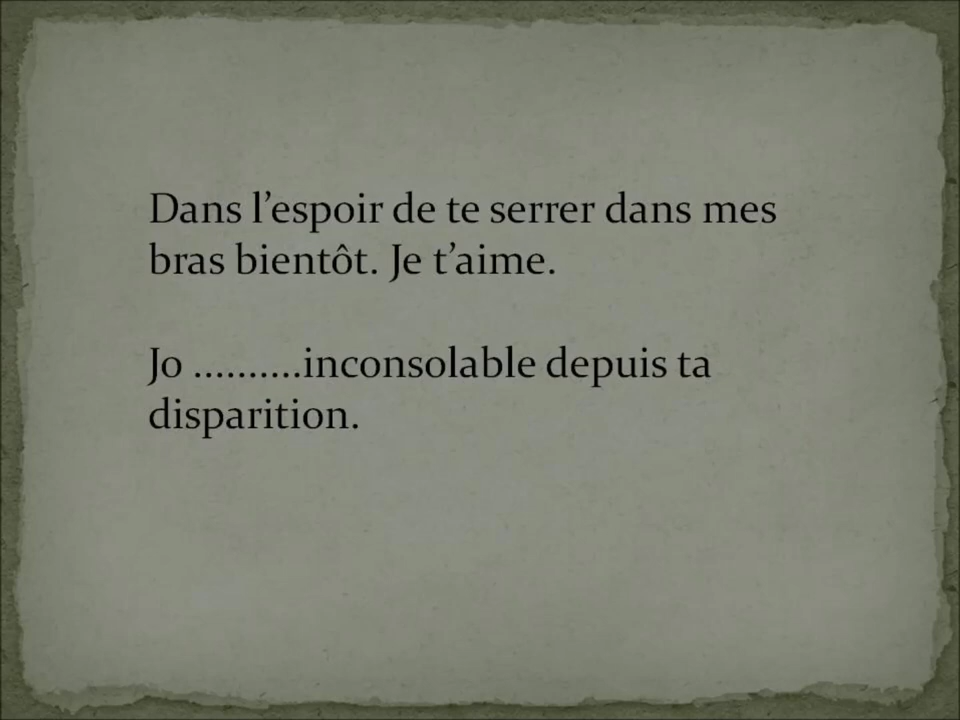 Dans l’espoir de te serrer dans mes
bras bientôt. Je t’aime.
Jo ..........inconsolable depuis ta
disparition.